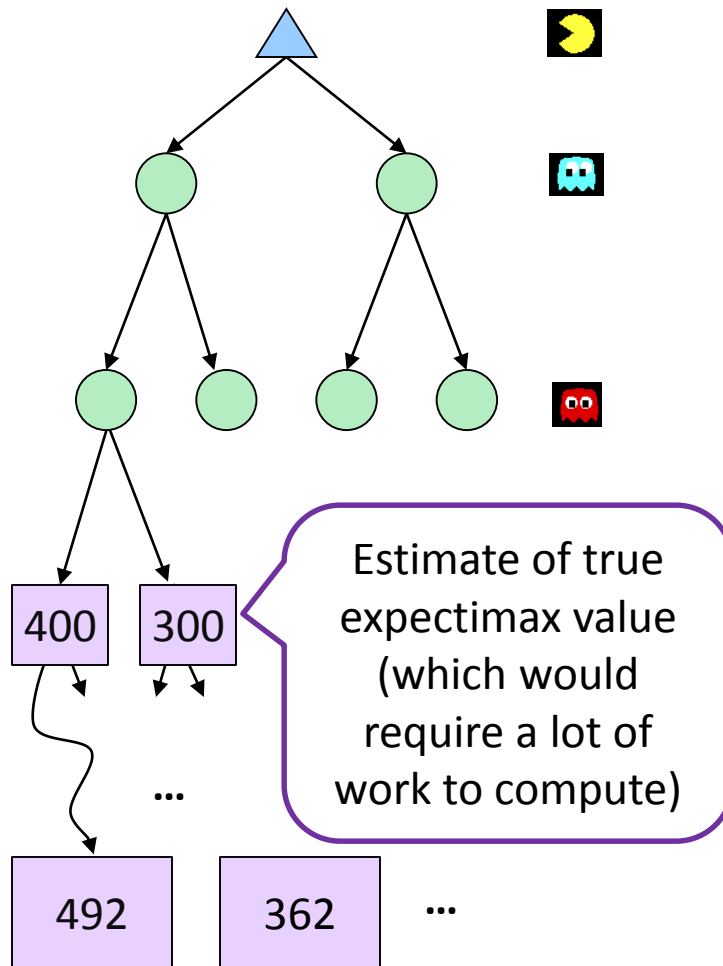 400
300
Estimate of true
expectimax value
(which would
require a lot of
work to compute)
...
492
362
...